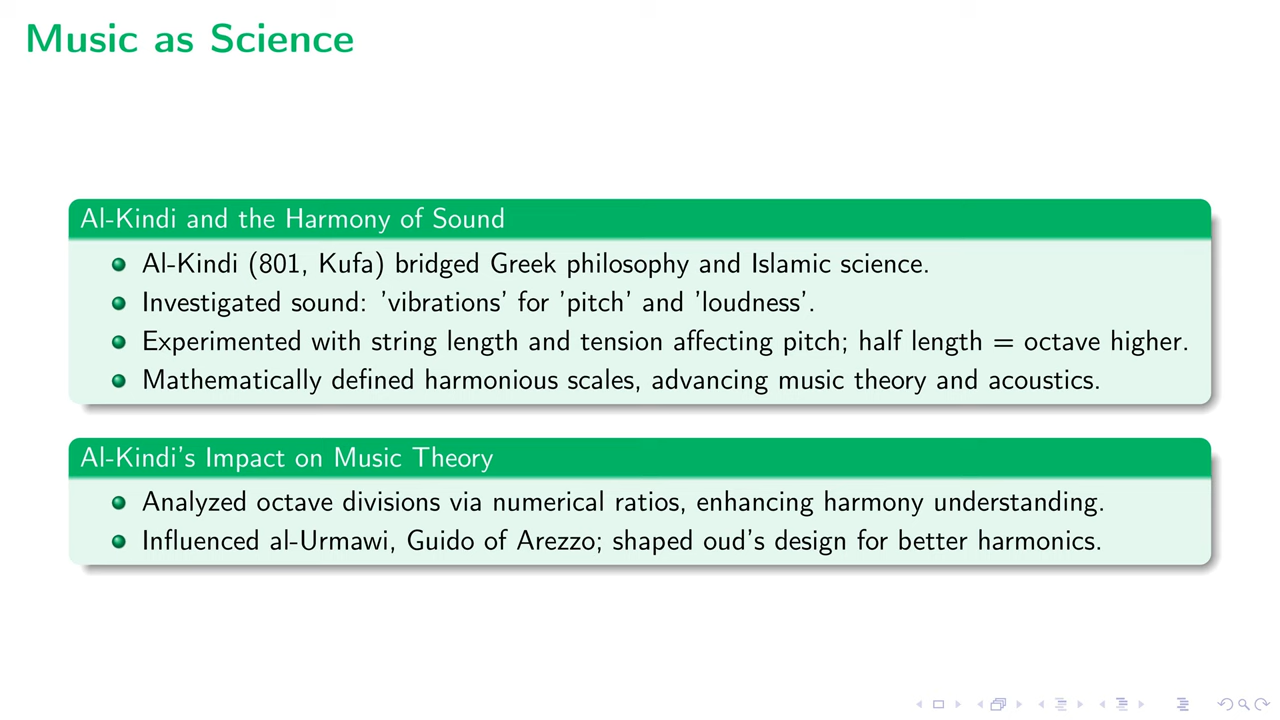 Music as Science
Al-Kindi and the Harmony of Sound
Al-Kindi (801, Kufa) bridged Greek philosophy and Islamic science.
Investigated sound: ’vibrations’ for ’pitch’ and ’loudness’.
Experimented with string length and tension affecting pitch; half length = octave higher.
Mathematically defined harmonious scales, advancing music theory and acoustics.
Al-Kindi’s Impact on Music Theory
Analyzed octave divisions via numerical ratios, enhancing harmony understanding.
Influenced al-Urmawi, Guido of Arezzo; shaped oud’s design for better harmonics.